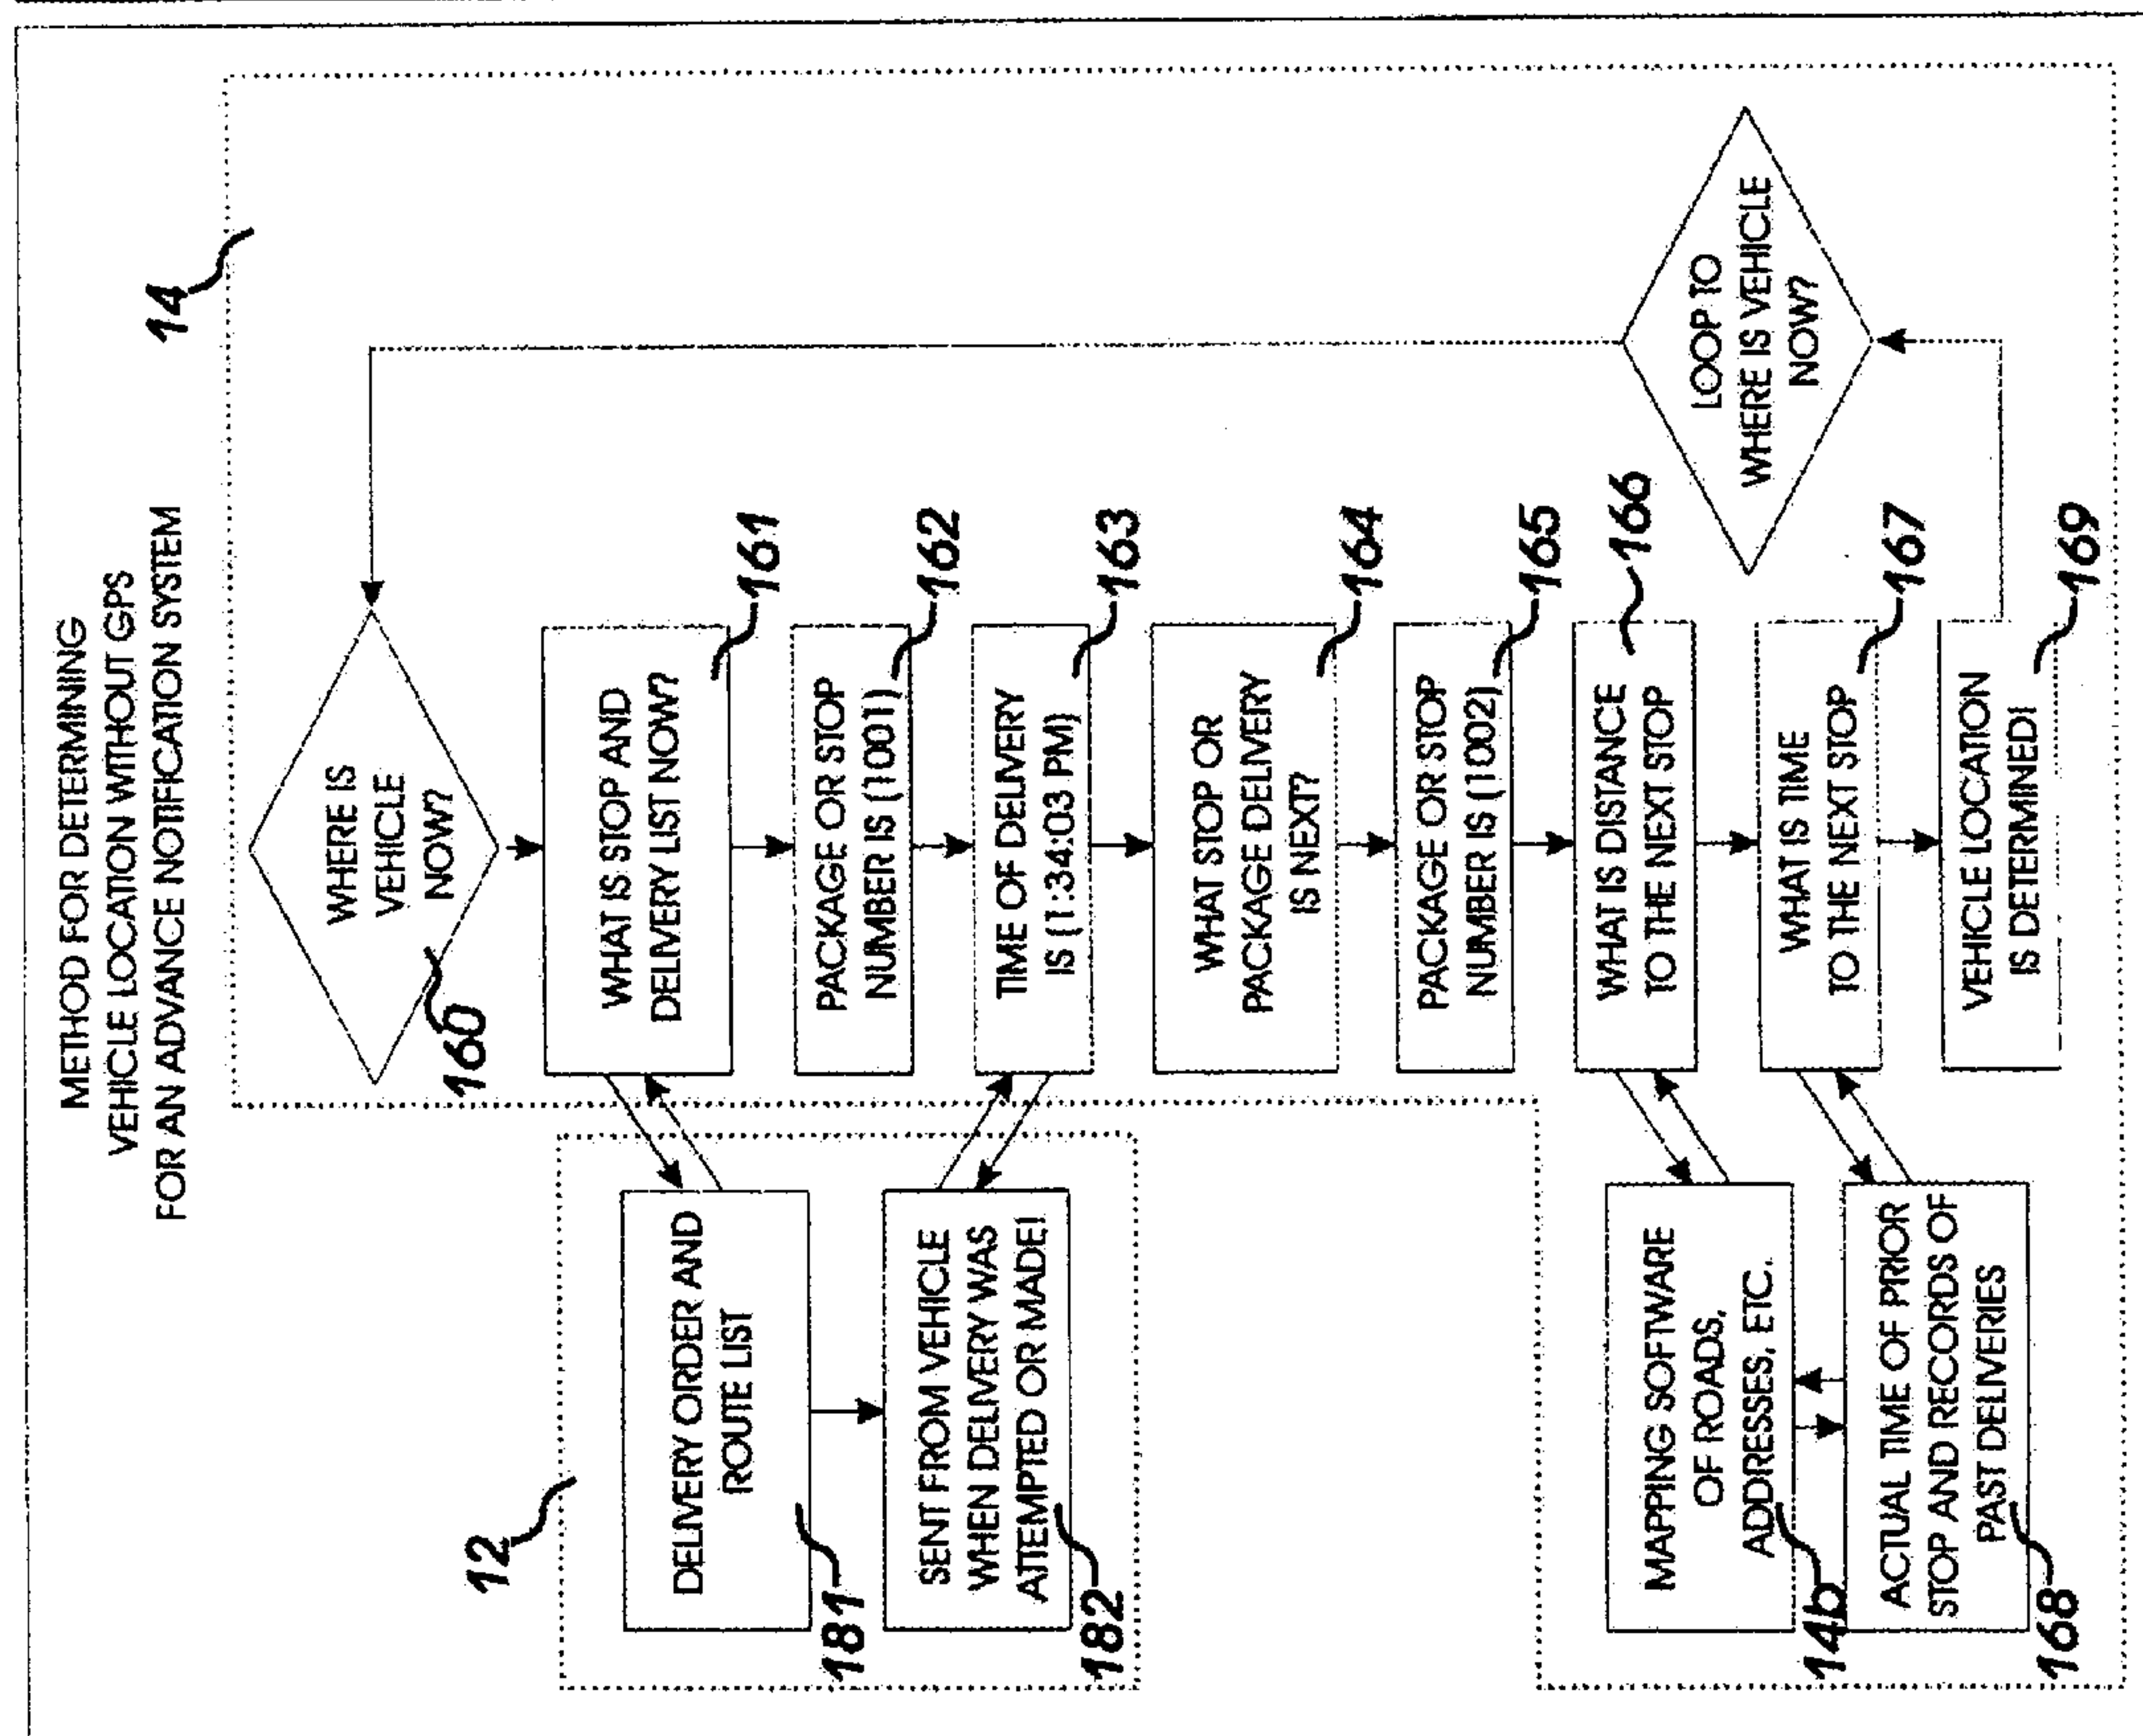 METHOD FOR DETERMINING
VEHICLE LOCATION WITHOUT GPS
FOR AN ADVANCE NOTIFICATION SYSTEM
14
WHERE IS
VEHICLE
NOW?
160
WHAT IS STOP AND
DELIVERY LIST NOW?
161
PACKAGE OR STOP
NUMBER IS (1001)
162
TIME OF DELIVERY
IS (1:34:03 PM)
163
WHAT STOP OR
PACKAGE DELIVERY
IS NEXT?
164
PACKAGE OR STOP
NUMBER IS (1002)
165
WHAT IS DISTANCE
TO THE NEXT STOP
166
WHAT IS TIME
TO THE NEXT STOP
167
VEHICLE LOCATION
IS DETERMINED!
169
LOOP TO
WHERE IS VEHICLE
NOW?
12
DELIVERY ORDER AND
ROUTE LIST
181
SENT FROM VEHICLE
WHEN DELIVERY WAS
ATTEMPTED OR MADE!
182
MAPPING SOFTWARE
OF ROADS,
ADDRESSES, ETC.
14b
ACTUAL TIME OF PRIOR
STOP AND RECORDS OF
PAST DELIVERIES
168